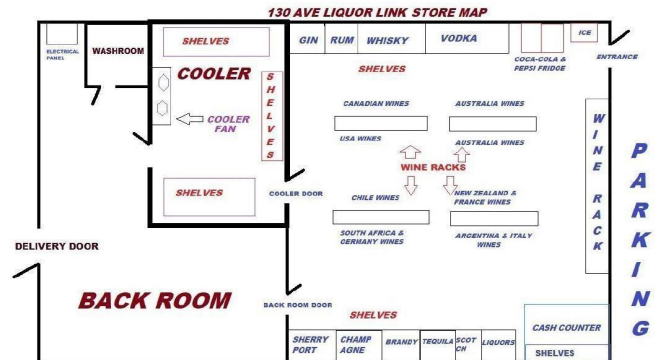 130 AVE LIQUOR LINK STORE MAP
ELECTRICAL
PANEL
WASHROOM
SHELVES
COOLER
SHELVES
COOLER
FAN
SHELVES
COOLER DOOR
GIN
RUM
WHISKY
VODKA
SHELVES
COCA-COLA &
PEPSI FRIDGE
ICE
ENTRANCE
CANADIAN WINES
AUSTRALIA WINES
USA WINES
AUSTRALIA WINES
WINE RACKS
CHILE WINES
NEW ZEALAND &
FRANCE WINES
SOUTH AFRICA &
GERMANY WINES
ARGENTINA & ITALY
WINES
WINE RACK
PARKING
DELIVERY DOOR
BACK ROOM
BACK ROOM DOOR
SHELVES
SHERRY
PORT
CHAMP
AGNE
BRANDY
TEQUILA
SCOT
CH
LIQUORS
CASH COUNTER
SHELVES